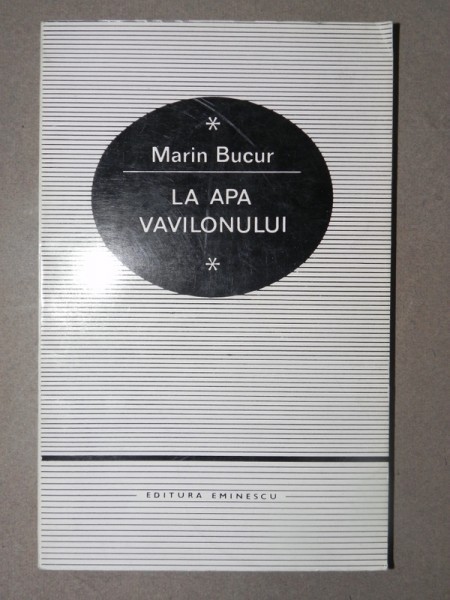 *
Marin Bucur
LA APA
VAVILONULUI
*
EDITURA EMINESCU